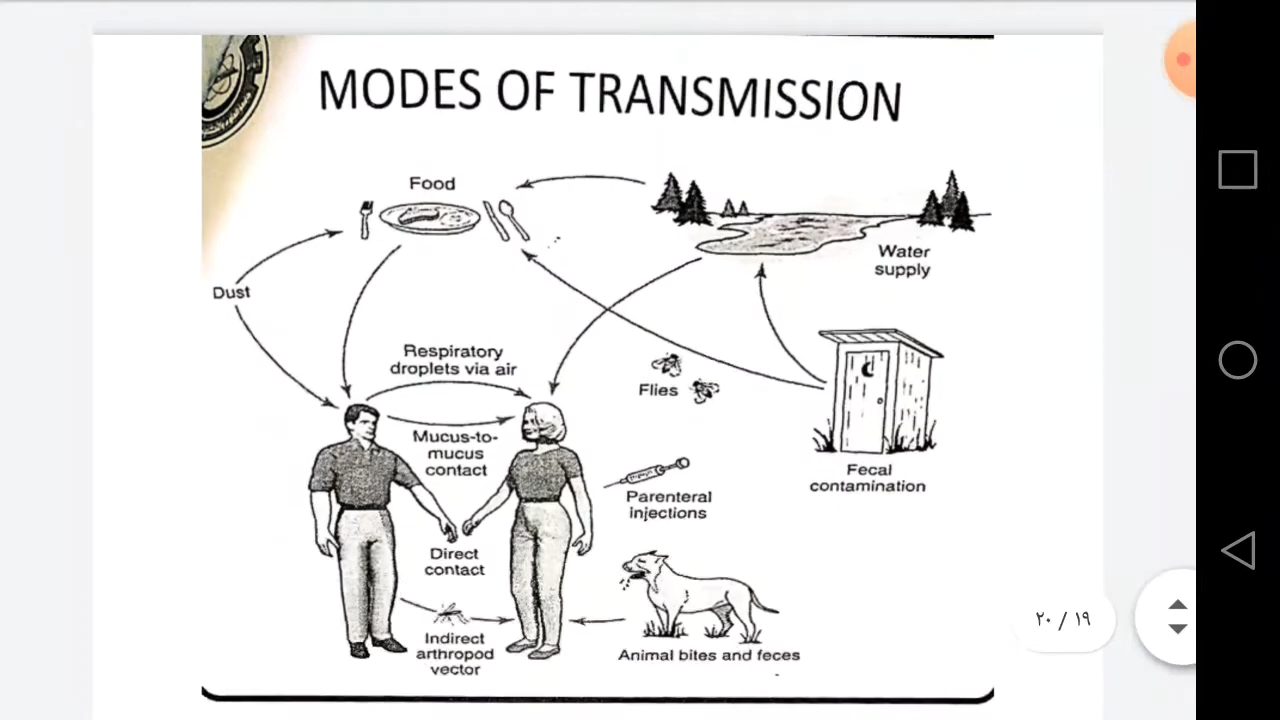 MODES OF TRANSMISSION
Food
Water
supply
Dust
Respiratory
droplets via air
Flies
Mucus-to-
mucus
contact
Fecal
contamination
Parenteral
injections
Direct
contact
Indirect
arthropod
vector
Animal bites and feces
٢٠ / ١٩